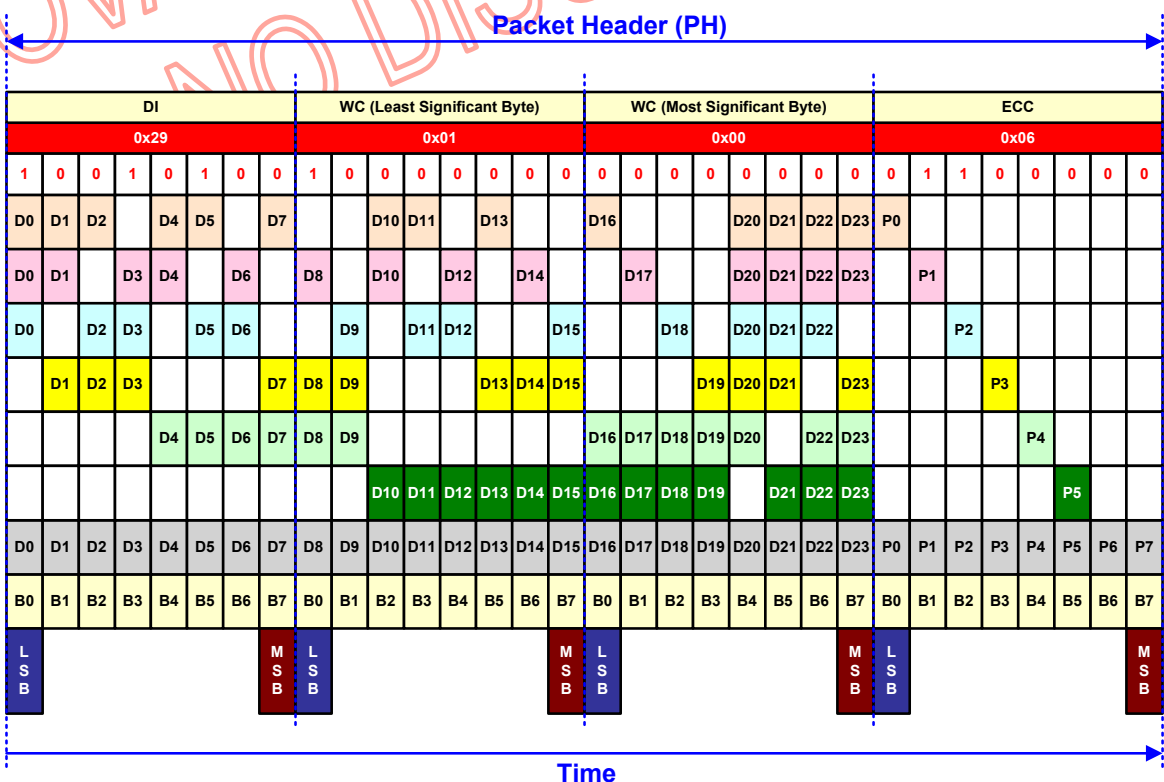 Packet Header (PH)
DI WC (Least Significant Byte) WC (Most Significant Byte) ECC
0x29 0x01 0x00 0x06
1 0 0 1 0 1 0 0 1 0 0 0 0 0 0 0 0 0 0 0 0 0 0 0 0 1 1 0 0 0 0 0
D0 D1 D2 D4 D5 D7 D10 D11 D13 D16 D20 D21 D22 D23 P0
D0 D1 D3 D4 D6 D8 D10 D12 D14 D17 D20 D21 D22 D23 P1
D0 D2 D3 D5 D6 D9 D11 D12 D15 D18 D20 D21 D22 P2
D1 D2 D3 D7 D8 D9 D13 D14 D15 D19 D20 D21 D23 P3
D4 D5 D6 D7 D8 D9 D16 D17 D18 D19 D20 D22 D23 P4
D10 D11 D12 D13 D14 D15 D16 D17 D18 D19 D21 D22 D23 P5
D0 D1 D2 D3 D4 D5 D6 D7 D8 D9 D10 D11 D12 D13 D14 D15 D16 D17 D18 D19 D20 D21 D22 D23 P0 P1 P2 P3 P4 P5 P6 P7
B0 B1 B2 B3 B4 B5 B6 B7 B0 B1 B2 B3 B4 B5 B6 B7 B0 B1 B2 B3 B4 B5 B6 B7 B0 B1 B2 B3 B4 B5 B6 B7
LSB MSB LSB MSB LSB MSB LSB MSB
Time